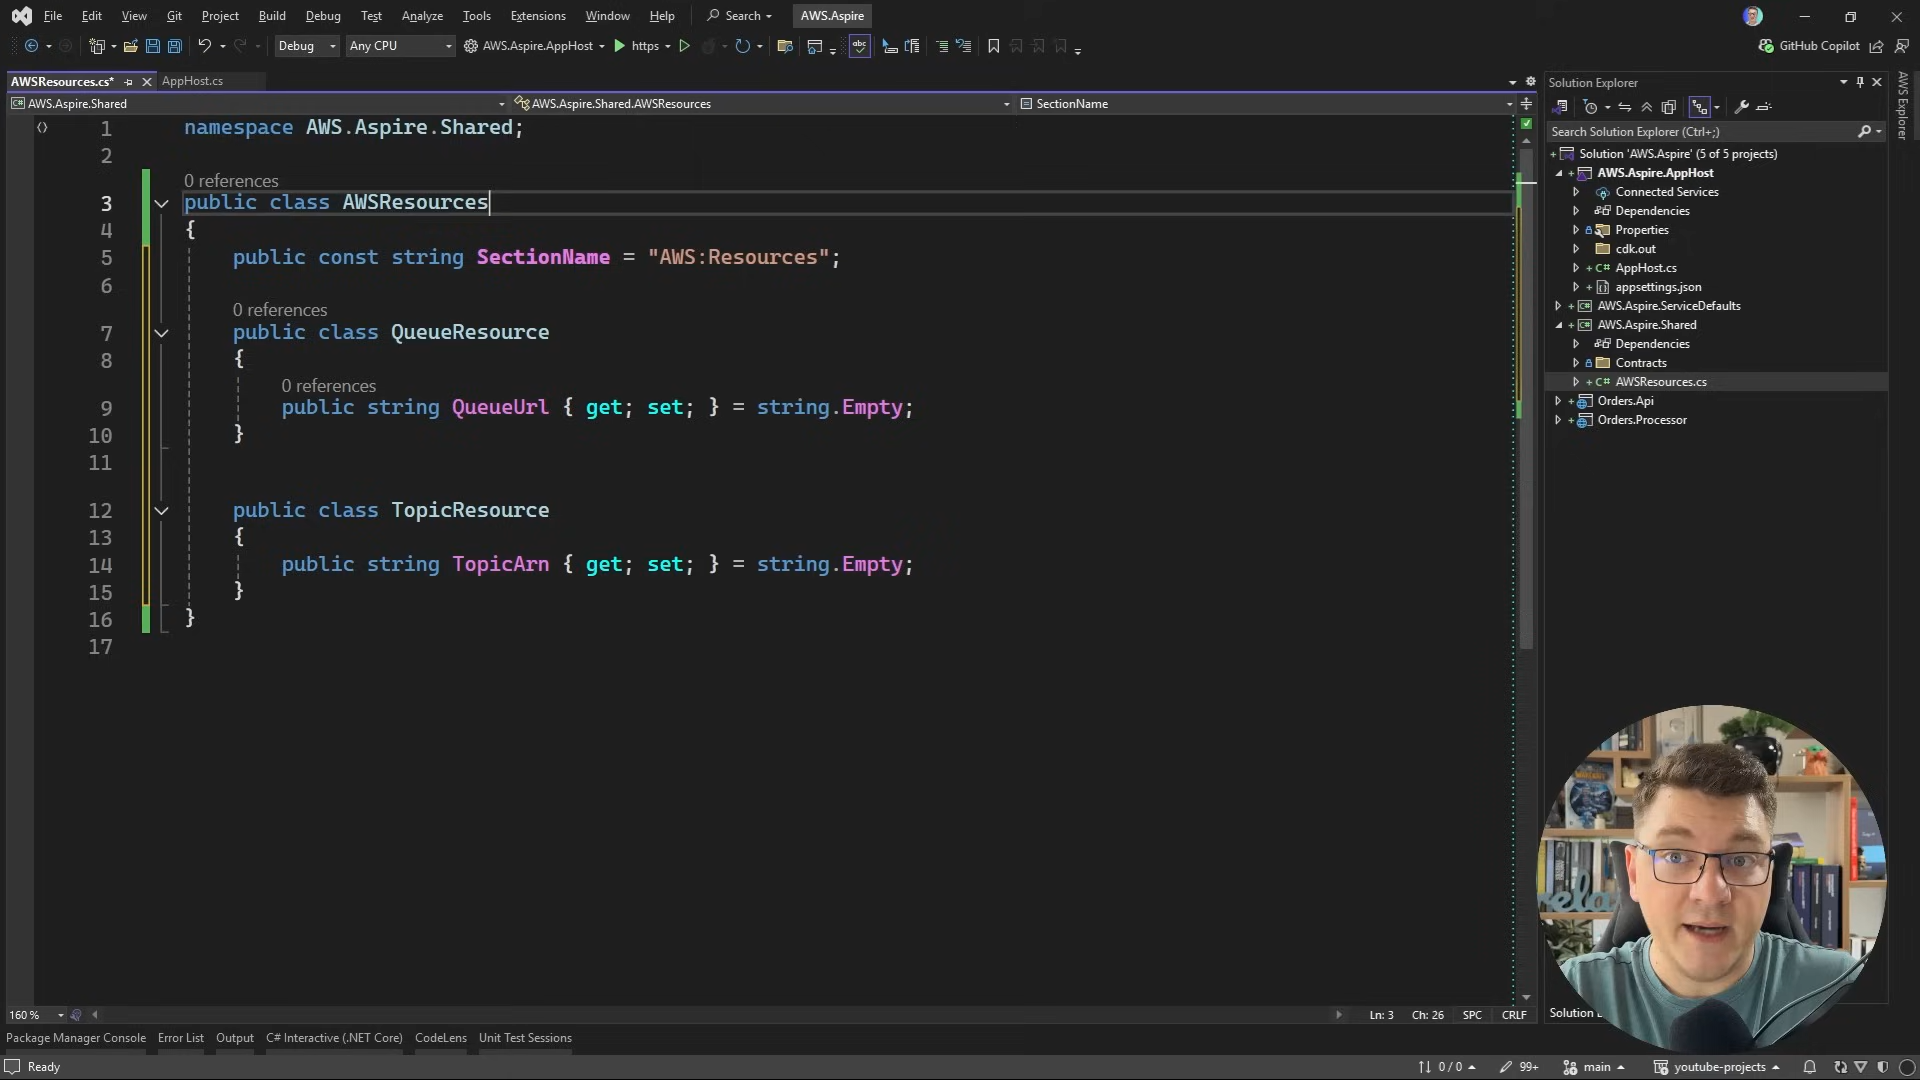 File Edit View Git Project Build Debug Test Analyze Tools Extensions Window Help Search AWS.Aspire
Debug Any CPU AWS.Aspire.AppHost https GitHub Copilot
AWSResources.cs* AppHost.cs
AWS.Aspire.Shared AWS.Aspire.Shared.AWSResources SectionName
1 namespace AWS.Aspire.Shared;
2
0 references
3 public class AWSResources
4 {
5 public const string SectionName = "AWS:Resources";
6
0 references
7 public class QueueResource
8 {
0 references
9 public string QueueUrl { get; set; } = string.Empty;
10 }
11
12 public class TopicResource
13 {
14 public string TopicArn { get; set; } = string.Empty;
15 }
16 }
17
160 % Ln: 3 Ch: 26 SPC CRLF
Solution Explorer
Search Solution Explorer (Ctrl+;)
Solution 'AWS.Aspire' (5 of 5 projects)
AWS.Aspire.AppHost
Connected Services
Dependencies
Properties
cdk.out
AppHost.cs
appsettings.json
AWS.Aspire.ServiceDefaults
AWS.Aspire.Shared
Dependencies
Contracts
AWSResources.cs
Orders.Api
Orders.Processor
AWS Explorer
Solution E
Package Manager Console Error List Output C# Interactive (.NET Core) CodeLens Unit Test Sessions
Ready 0 / 0 99+ main youtube-projects